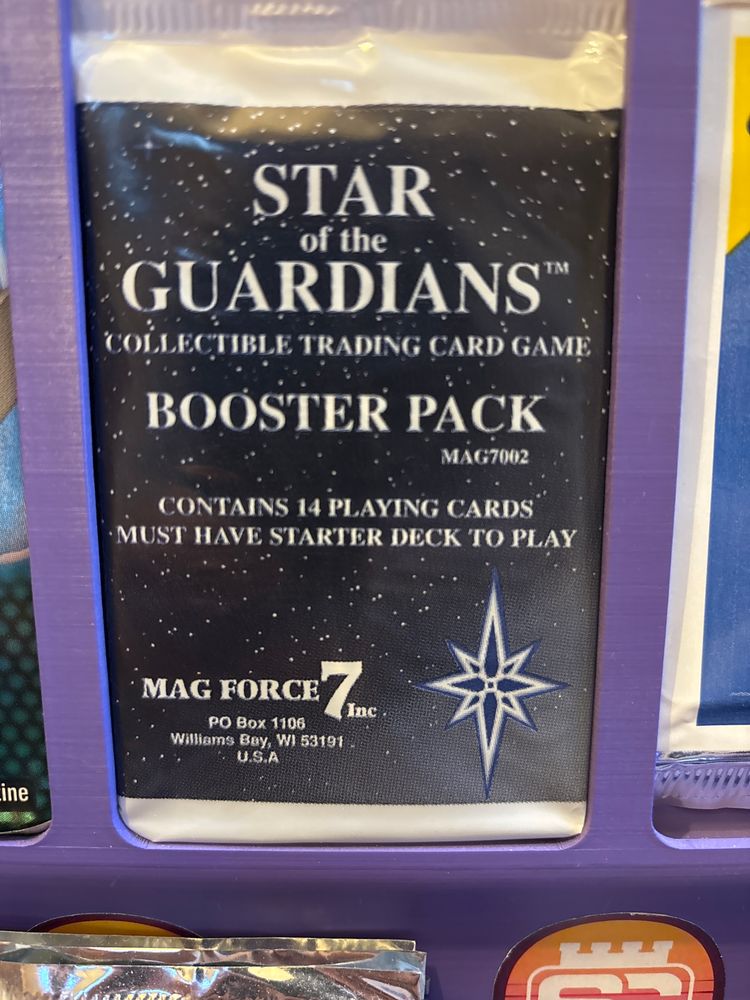 STAR
of the
GUARDIANS™
COLLECTIBLE TRADING CARD GAME
BOOSTER PACK
MAG7002
CONTAINS 14 PLAYING CARDS
MUST HAVE STARTER DECK TO PLAY
MAG FORCE 7 Inc
PO Box 1106
Williams Bay, WI 53191
U.S.A